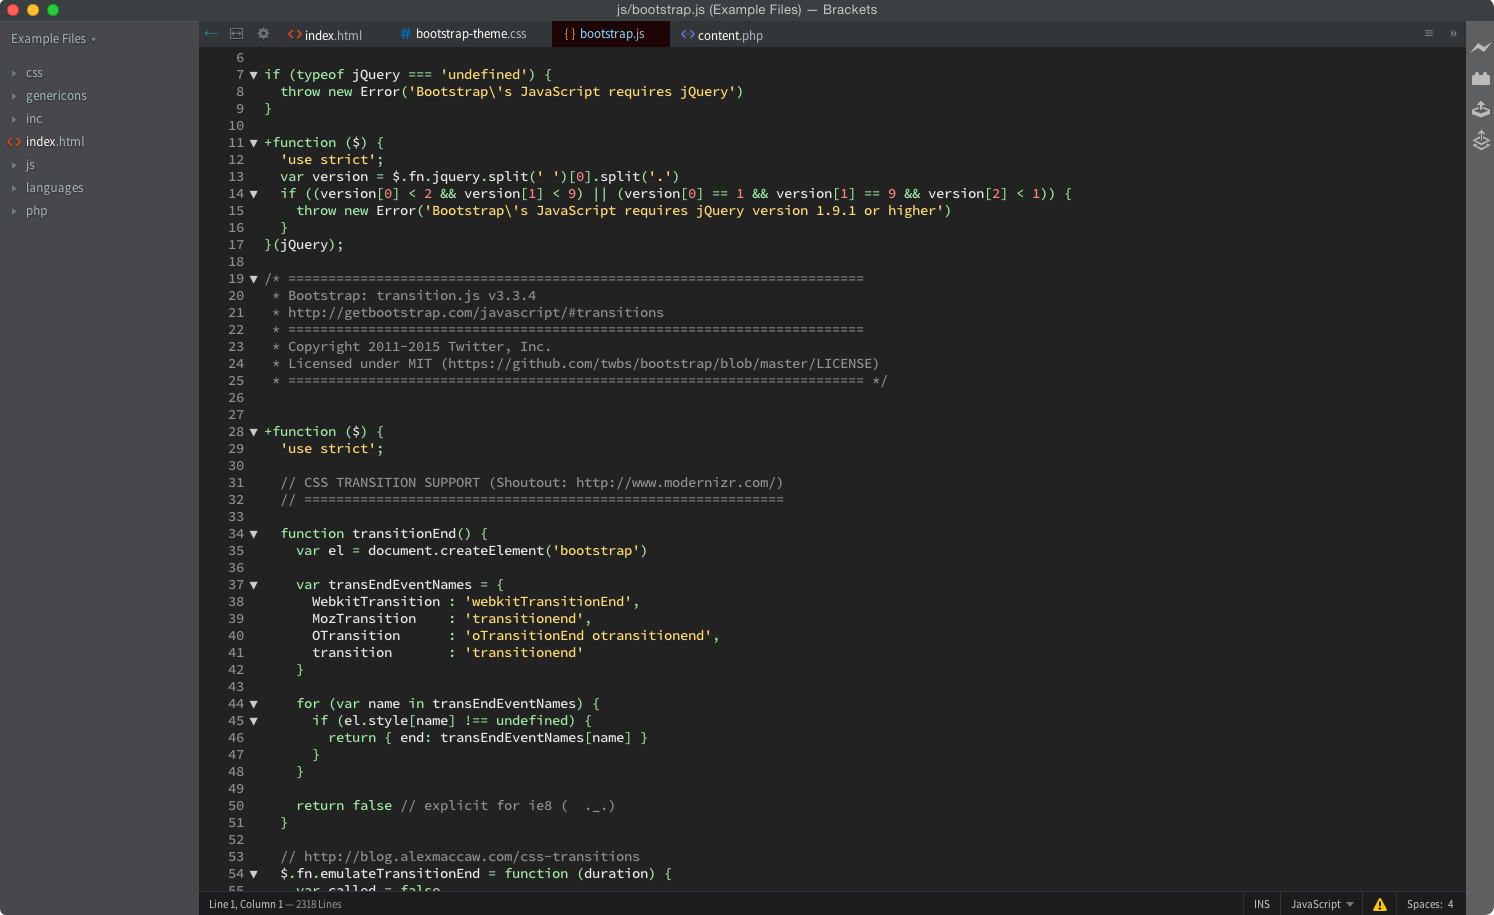 js/bootstrap.js (Example Files) — Brackets
Example Files
css
genericons
inc
index.html
js
languages
php
index.html
bootstrap-theme.css
bootstrap.js
content.php
6
7 if (typeof jQuery === 'undefined') {
8   throw new Error('Bootstrap\'s JavaScript requires jQuery')
9 }
10
11 +function ($) {
12   'use strict';
13   var version = $.fn.jquery.split(' ')[0].split('.')
14   if ((version[0] < 2 && version[1] < 9) || (version[0] == 1 && version[1] == 9 && version[2] < 1)) {
15     throw new Error('Bootstrap\'s JavaScript requires jQuery version 1.9.1 or higher')
16   }
17 }(jQuery);
18
19 /* ========================================================================
20  * Bootstrap: transition.js v3.3.4
21  * http://getbootstrap.com/javascript/#transitions
22  * ========================================================================
23  * Copyright 2011-2015 Twitter, Inc.
24  * Licensed under MIT (https://github.com/twbs/bootstrap/blob/master/LICENSE)
25  * ======================================================================== */
26
27
28 +function ($) {
29   'use strict';
30
31   // CSS TRANSITION SUPPORT (Shoutout: http://www.modernizr.com/)
32   // ============================================================
33
34   function transitionEnd() {
35     var el = document.createElement('bootstrap')
36
37     var transEndEventNames = {
38       WebkitTransition : 'webkitTransitionEnd',
39       MozTransition    : 'transitionend',
40       OTransition      : 'oTransitionEnd otransitionend',
41       transition       : 'transitionend'
42     }
43
44     for (var name in transEndEventNames) {
45       if (el.style[name] !== undefined) {
46         return { end: transEndEventNames[name] }
47       }
48     }
49
50     return false // explicit for ie8 (  ._.)
51   }
52
53   // http://blog.alexmaccaw.com/css-transitions
54   $.fn.emulateTransitionEnd = function (duration) {
55     var called = false
Line 1, Column 1 — 2318 Lines
INS
JavaScript
Spaces: 4